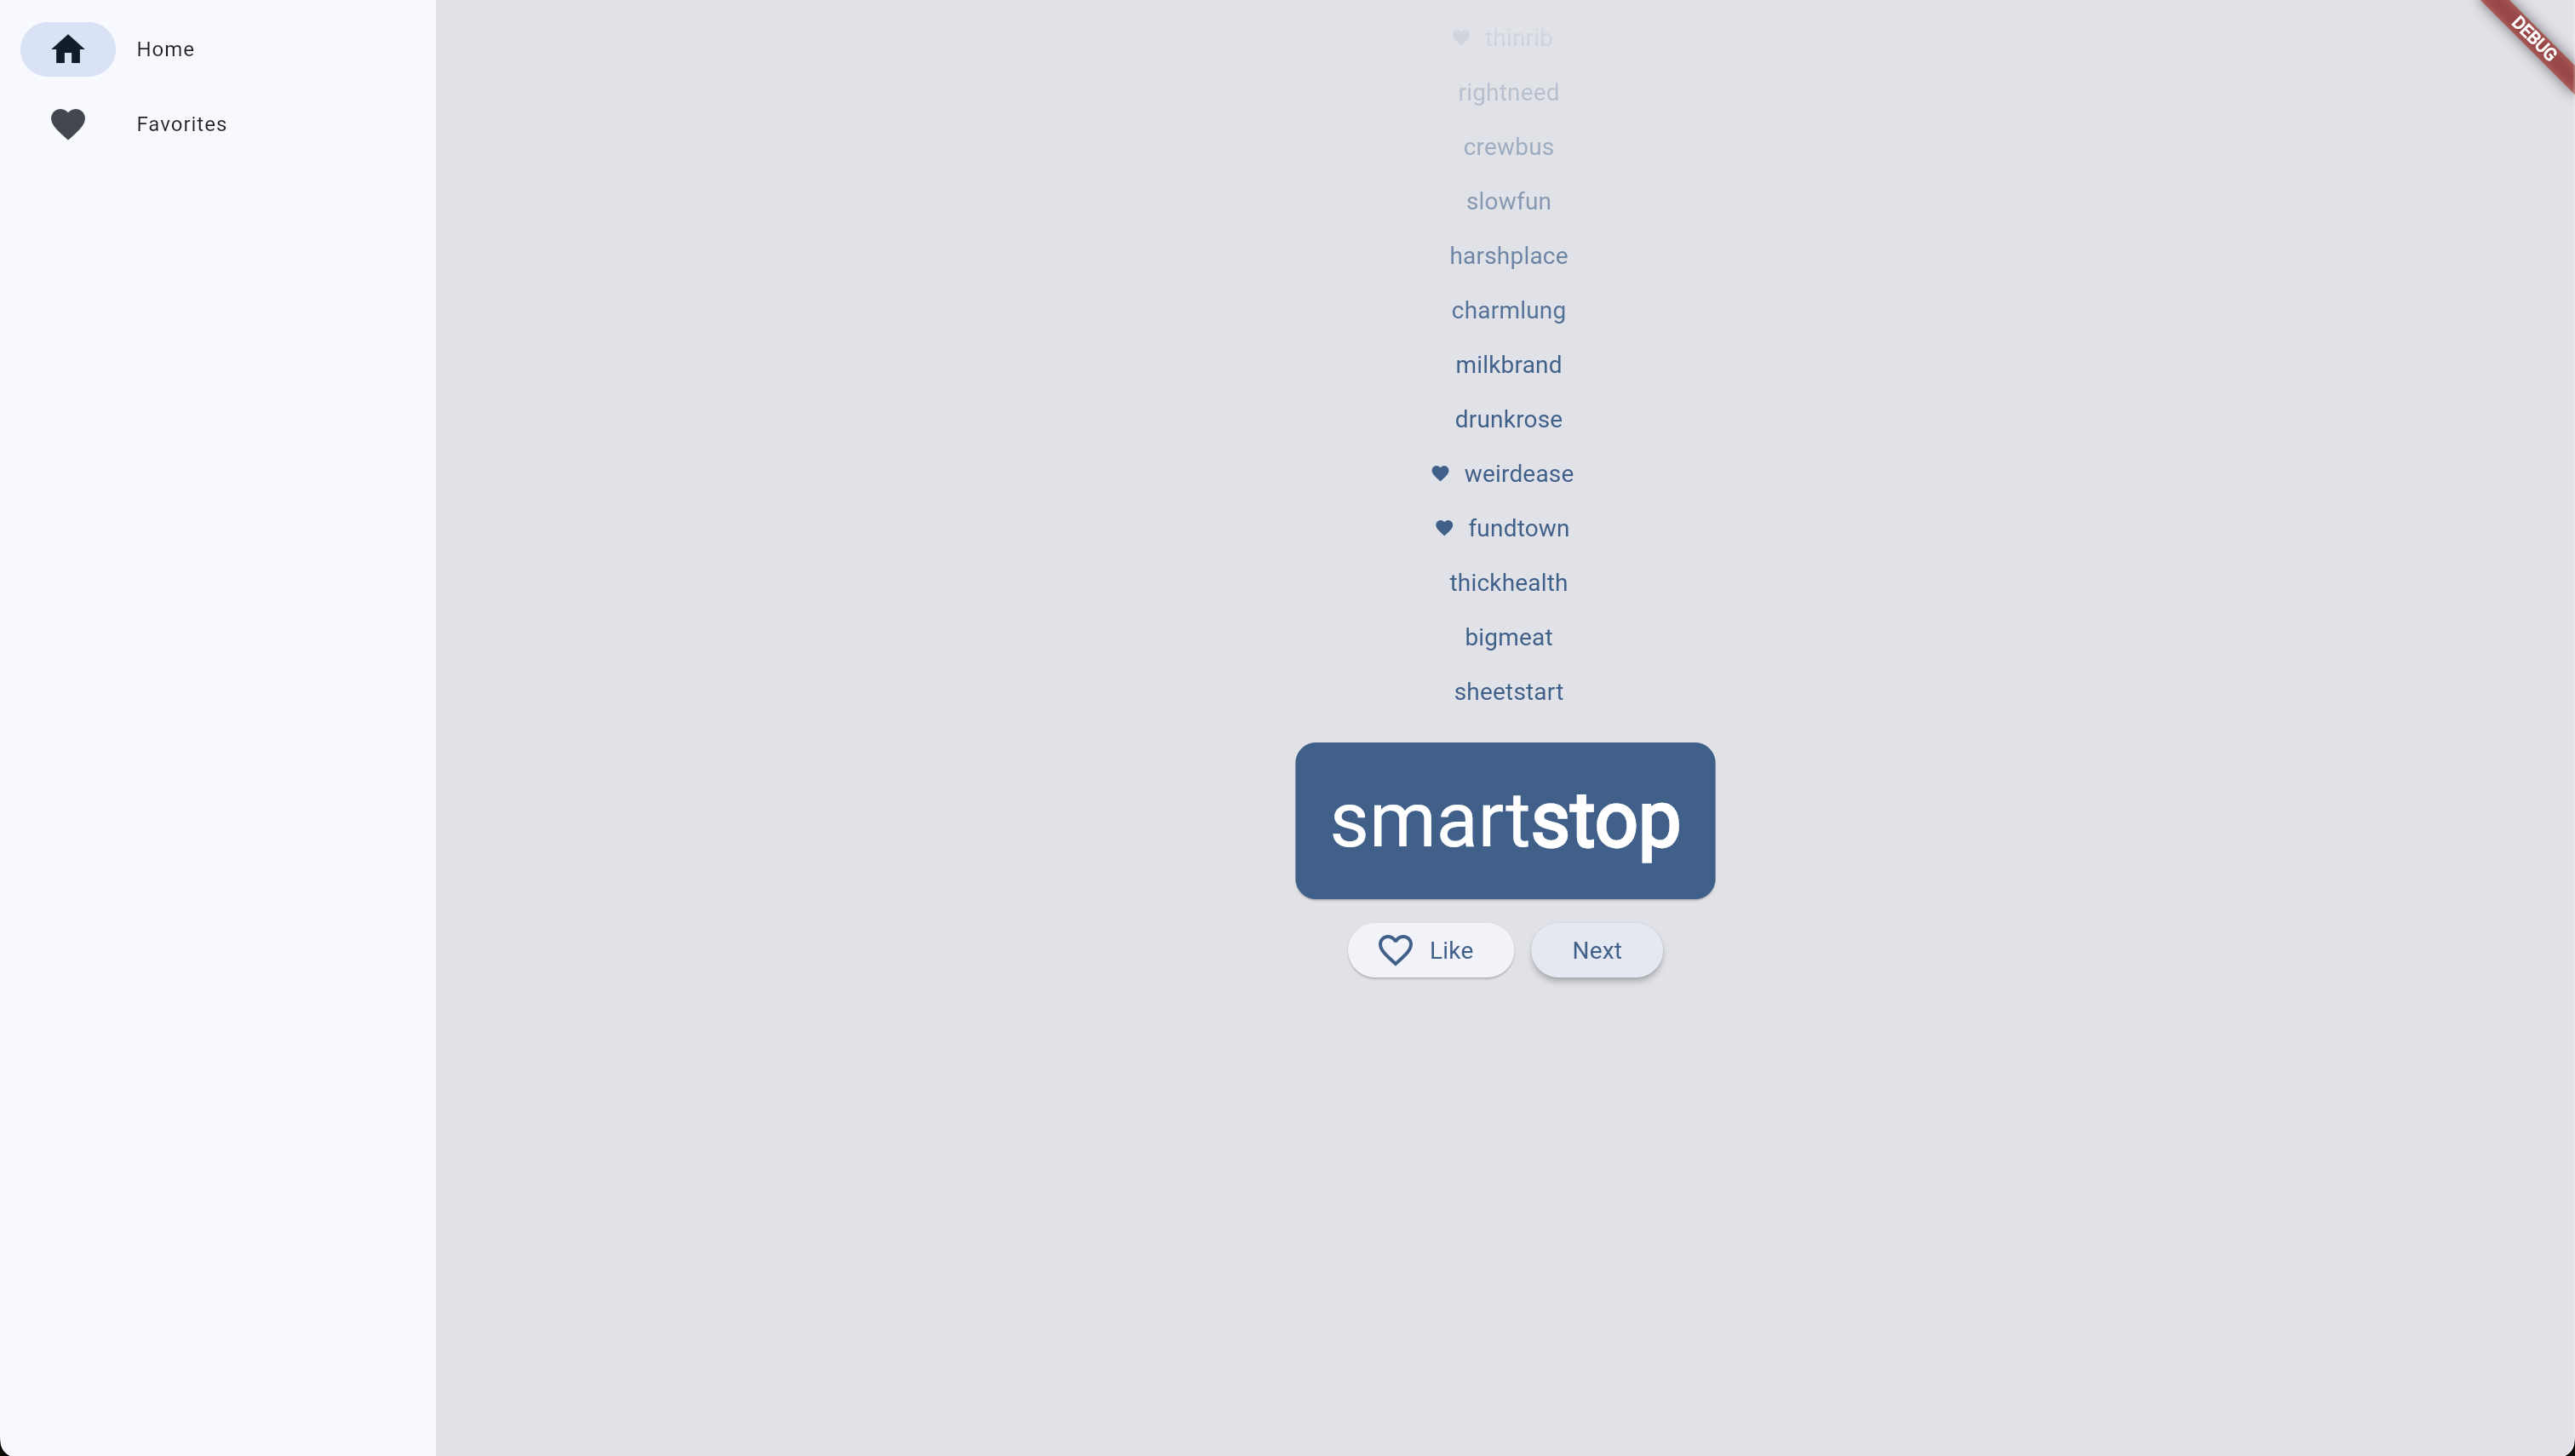 Home
Favorites
thinrib
rightneed
crewbus
slowfun
harshplace
charmlung
milkbrand
drunkrose
weirdease
fundtown
thickhealth
bigmeat
sheetstart
smartstop
Like
Next
DEBUG